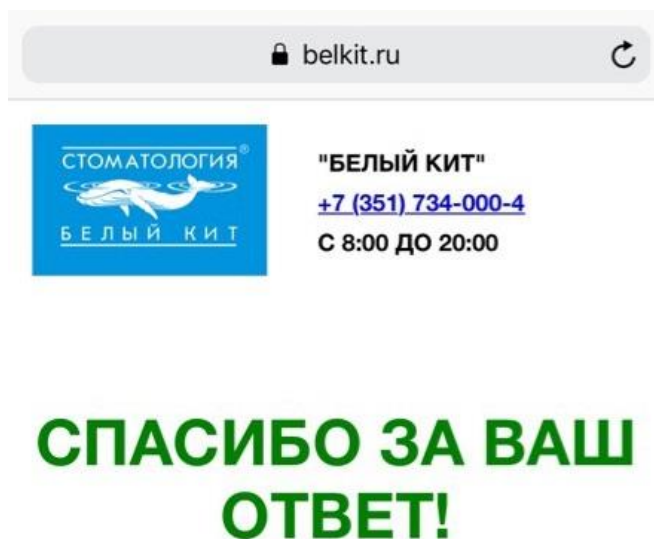 belkit.ru
СТОМАТОЛОГИЯ®
БЕЛЫЙ КИТ
"БЕЛЫЙ КИТ"
+7 (351) 734-000-4
С 8:00 ДО 20:00
СПАСИБО ЗА ВАШ
ОТВЕТ!